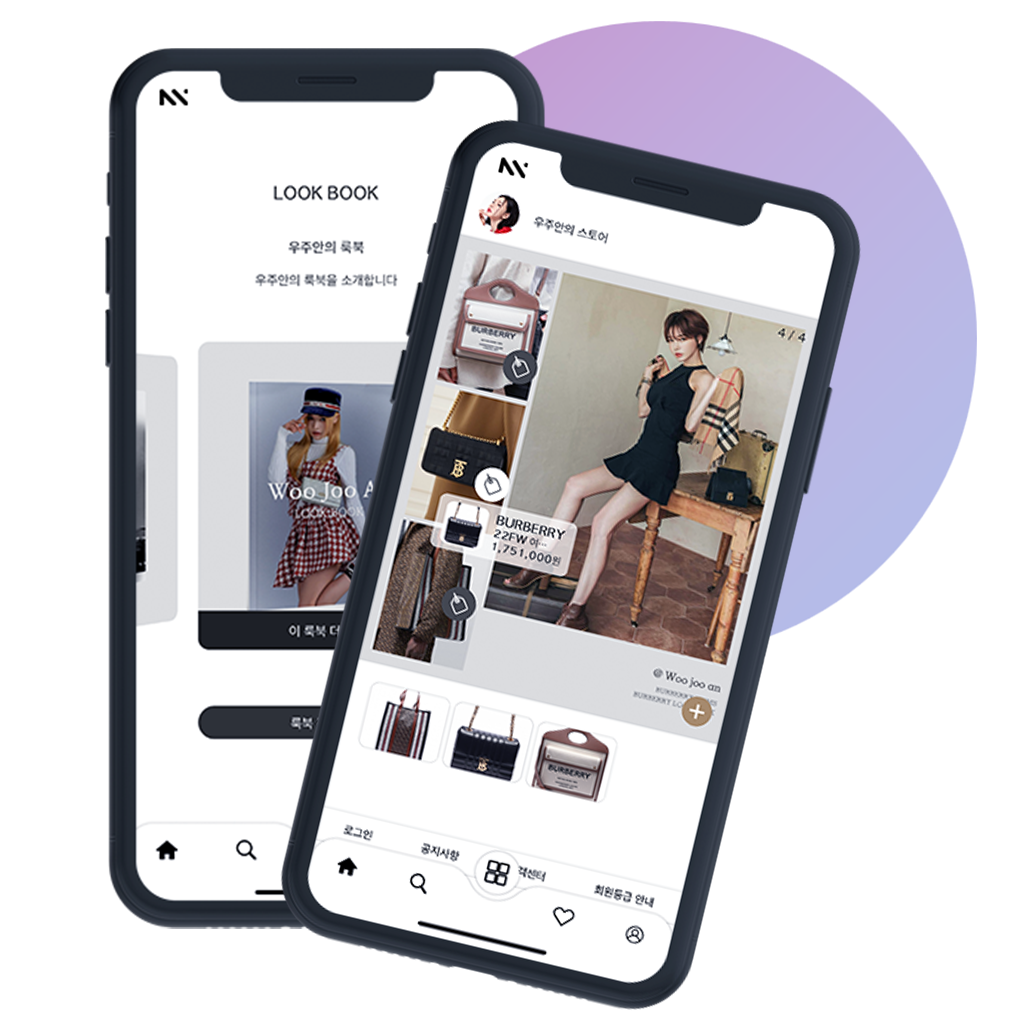 LOOK BOOK
우주안의 룩북
우주안의 룩북을 소개합니다
Woo Joo A
LOOK BOOK
이 룩북 더
룩북
우주안의 스토어
4 / 4
BURBERRY
BURBERRY
22FW 여...
1,751,000원
@ Woo joo an
BURBERRY
BURBERRY LO
BURBERRY
로그인
공지사항
객센터
회원등급 안내